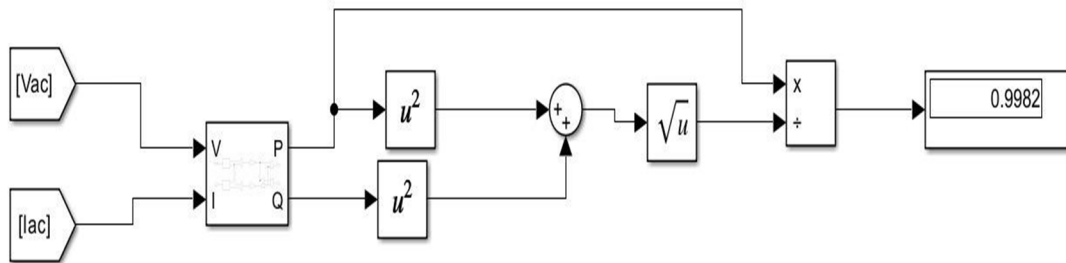 [Vac]
V
P
I
Q
[Iac]
u²
u²
+
+
√u
×
÷
0.9982